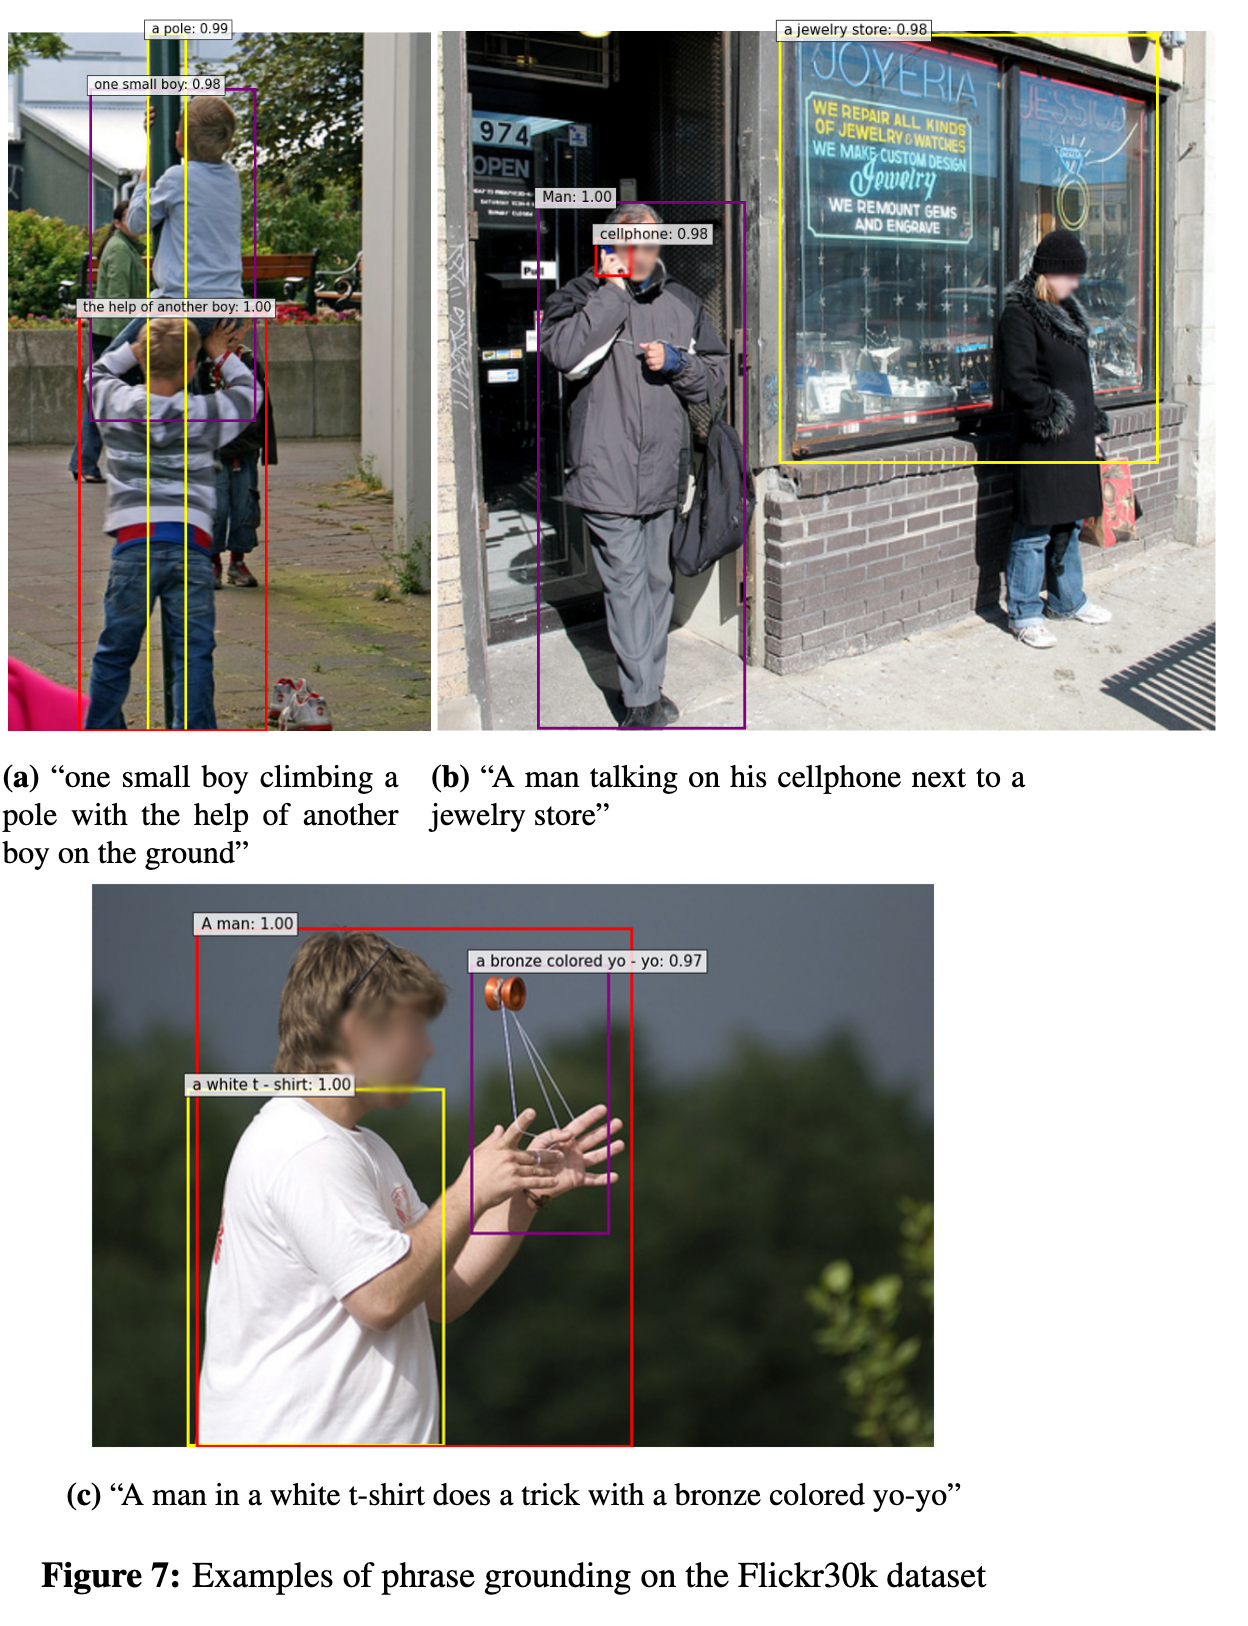 a pole: 0.99
one small boy: 0.98
the help of another boy: 1.00
a jewelry store: 0.98
JOYERIA
JESSICA
WE REPAIR ALL KINDS
OF JEWELRY & WATCHES
WE MAKE CUSTOM DESIGN
Jewelry
WE REMOUNT GEMS
AND ENGRAVE
974
OPEN
Man: 1.00
cellphone: 0.98
(a) “one small boy climbing a
pole with the help of another
boy on the ground”
(b) “A man talking on his cellphone next to a
jewelry store”
A man: 1.00
a bronze colored yo - yo: 0.97
a white t - shirt: 1.00
(c) “A man in a white t-shirt does a trick with a bronze colored yo-yo”
Figure 7: Examples of phrase grounding on the Flickr30k dataset